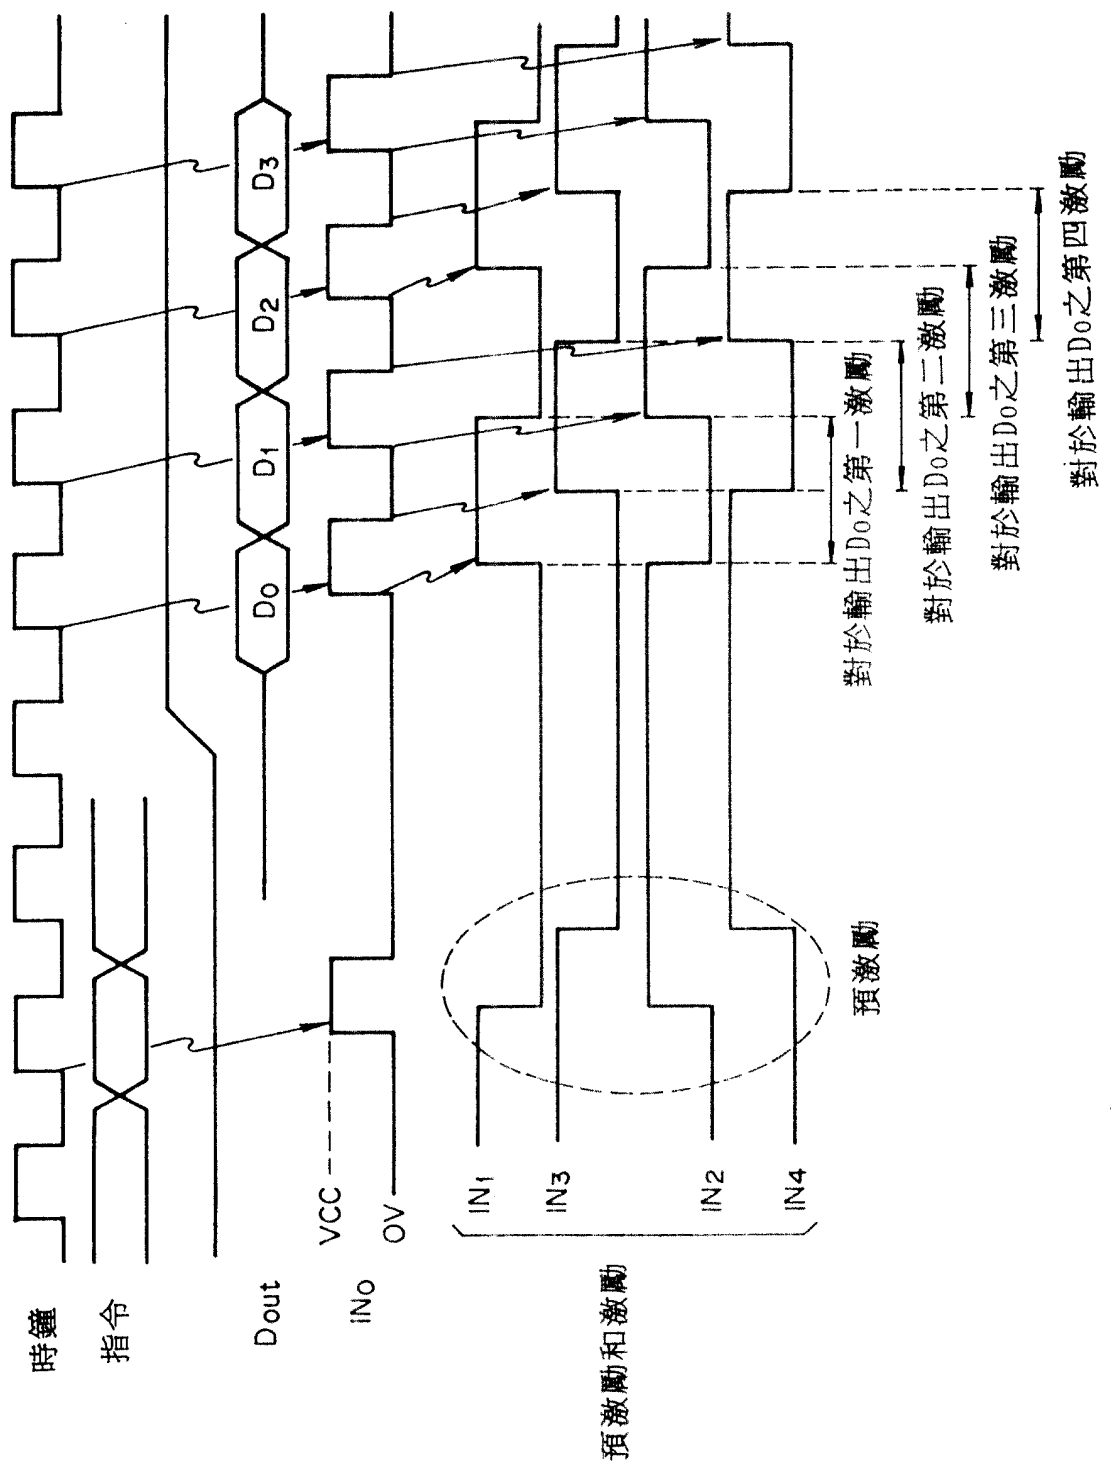 時鐘
指令
Dout
D0
D1
D2
D3
IN0
VCC
0V
預激勵和激勵
IN1
IN3
IN2
IN4
預激勵
對於輸出D0之第一激勵
對於輸出D0之第二激勵
對於輸出D0之第三激勵
對於輸出D0之第四激勵